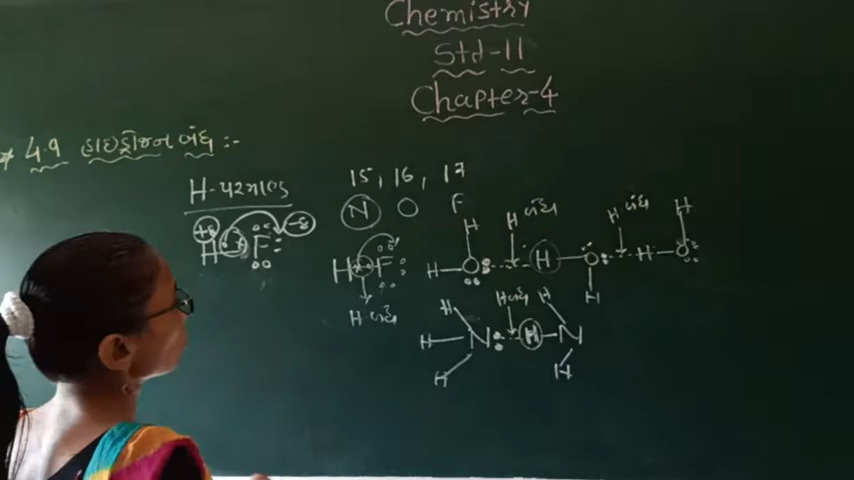 Chemistry
Std-11
Chapter-4
* 4.9 હાઇડ્રોજન બંધ :-
H-પરમાણુ
15, 16, 17
N O F
+δ -δ
H F
H F
H-બંધ
H બંધ
H બંધ
H H
H O H O H O
H
H H બંધ H
H N H N
H H